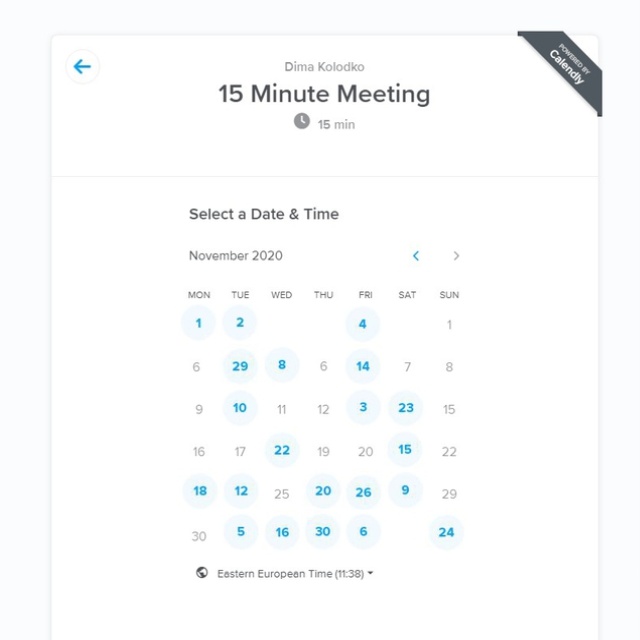 POWERED BY
Calendly
Dima Kolodko
15 Minute Meeting
15 min
Select a Date & Time
November 2020
MON TUE WED THU FRI SAT SUN
1 2 4 1
6 29 8 6 14 7 8
9 10 11 12 3 23 15
16 17 22 19 20 15 22
18 12 25 20 26 9 29
30 5 16 30 6 24
Eastern European Time (11:38)